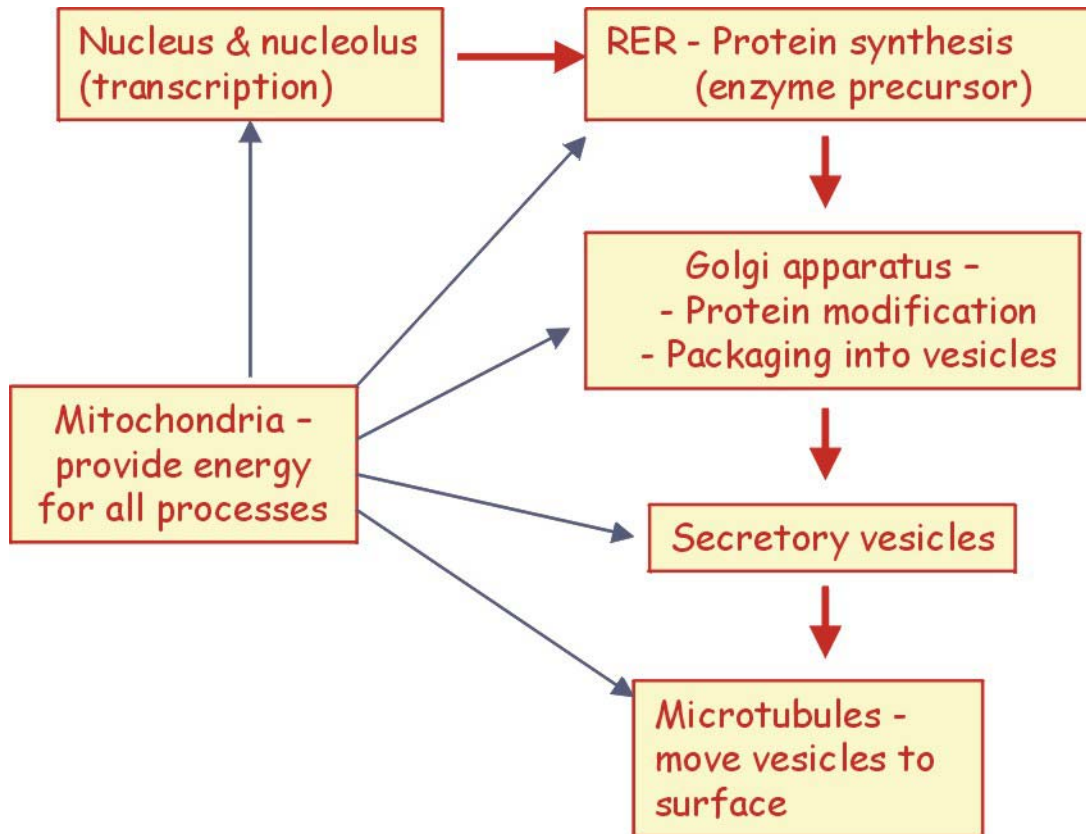 Nucleus & nucleolus
(transcription)
RER - Protein synthesis
(enzyme precursor)
Golgi apparatus –
- Protein modification
- Packaging into vesicles
Mitochondria –
provide energy
for all processes
Secretory vesicles
Microtubules -
move vesicles to
surface